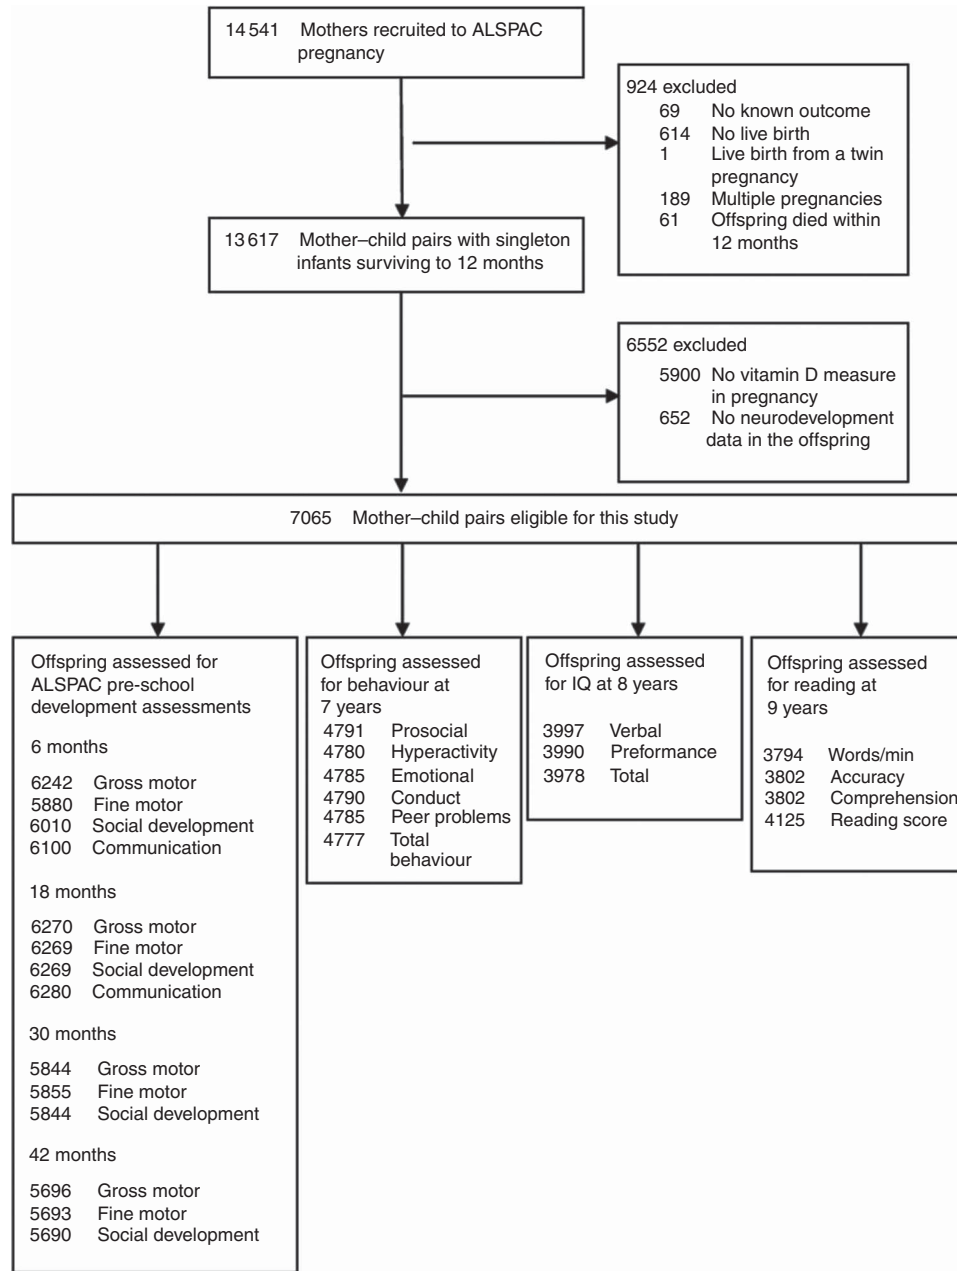 14 541 Mothers recruited to ALSPAC
pregnancy
924 excluded
69 No known outcome
614 No live birth
1 Live birth from a twin
pregnancy
189 Multiple pregnancies
61 Offspring died within
12 months
13 617 Mother–child pairs with singleton
infants surviving to 12 months
6552 excluded
5900 No vitamin D measure
in pregnancy
652 No neurodevelopment
data in the offspring
7065 Mother–child pairs eligible for this study
Offspring assessed for
ALSPAC pre-school
development assessments
6 months
6242 Gross motor
5880 Fine motor
6010 Social development
6100 Communication
18 months
6270 Gross motor
6269 Fine motor
6269 Social development
6280 Communication
30 months
5844 Gross motor
5855 Fine motor
5844 Social development
42 months
5696 Gross motor
5693 Fine motor
5690 Social development
Offspring assessed
for behaviour at
7 years
4791 Prosocial
4780 Hyperactivity
4785 Emotional
4790 Conduct
4785 Peer problems
4777 Total
behaviour
Offspring assessed
for IQ at 8 years
3997 Verbal
3990 Preformance
3978 Total
Offspring assessed
for reading at
9 years
3794 Words/min
3802 Accuracy
3802 Comprehension
4125 Reading score